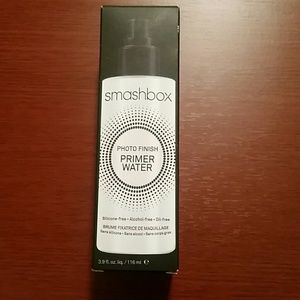 smashbox
PHOTO FINISH
PRIMER
WATER
Silicone-free • Alcohol-free • Oil-free
BRUME FIXATRICE DE MAQUILLAGE
Sans silicone • Sans alcool • Sans corps gras
3.9 fl.oz.liq. / 116 ml ℮